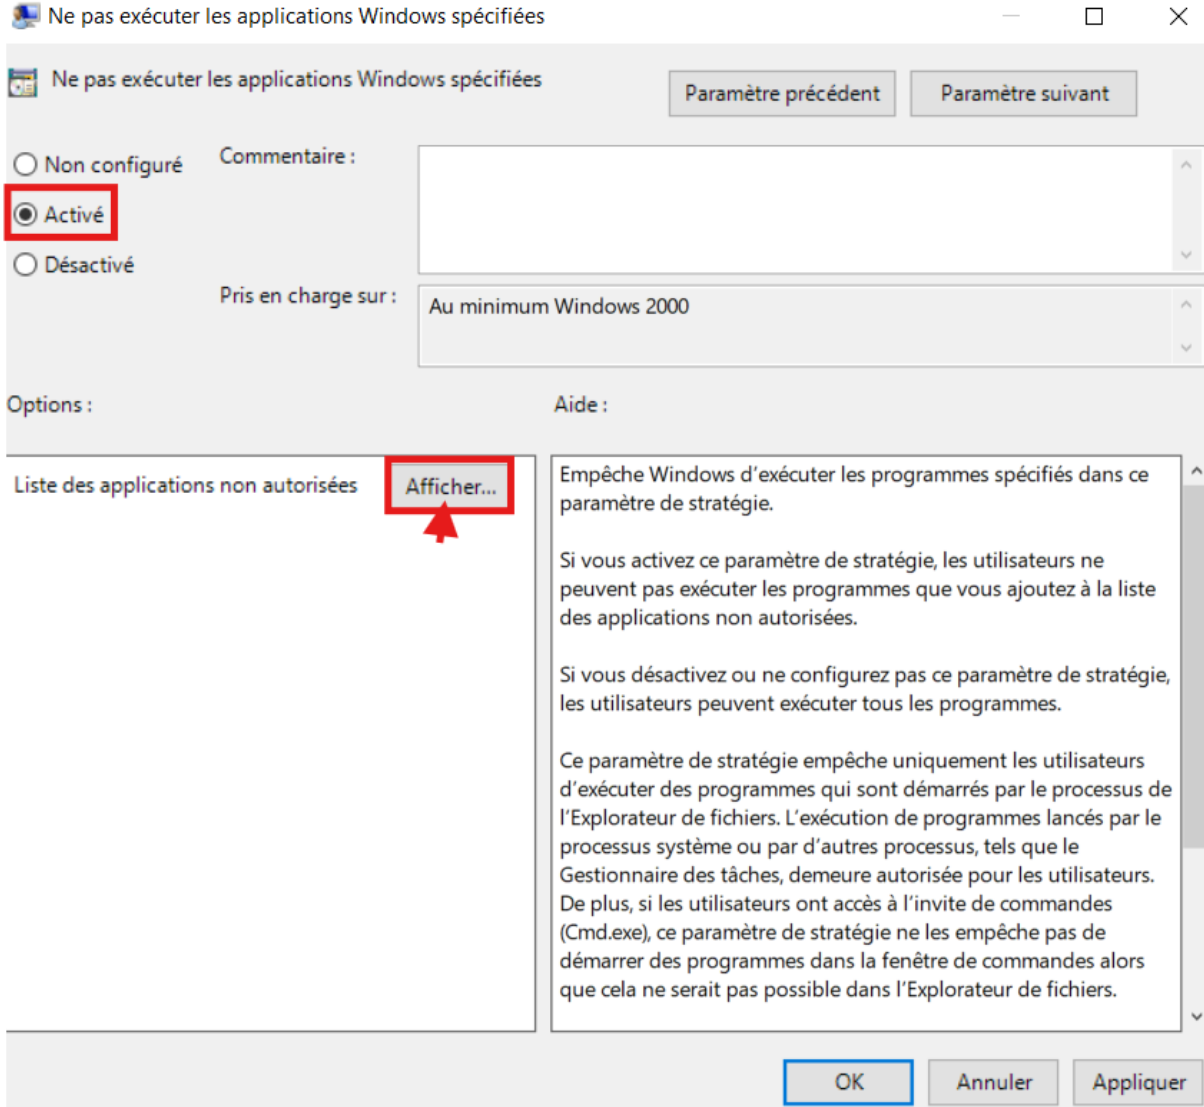 Ne pas exécuter les applications Windows spécifiées
Ne pas exécuter les applications Windows spécifiées
Paramètre précédent
Paramètre suivant
Non configuré
Commentaire :
Activé
Désactivé
Pris en charge sur :
Au minimum Windows 2000
Options :
Aide :
Liste des applications non autorisées
Afficher...
Empêche Windows d'exécuter les programmes spécifiés dans ce
paramètre de stratégie.
Si vous activez ce paramètre de stratégie, les utilisateurs ne
peuvent pas exécuter les programmes que vous ajoutez à la liste
des applications non autorisées.
Si vous désactivez ou ne configurez pas ce paramètre de stratégie,
les utilisateurs peuvent exécuter tous les programmes.
Ce paramètre de stratégie empêche uniquement les utilisateurs
d'exécuter des programmes qui sont démarrés par le processus de
l'Explorateur de fichiers. L'exécution de programmes lancés par le
processus système ou par d'autres processus, tels que le
Gestionnaire des tâches, demeure autorisée pour les utilisateurs.
De plus, si les utilisateurs ont accès à l'invite de commandes
(Cmd.exe), ce paramètre de stratégie ne les empêche pas de
démarrer des programmes dans la fenêtre de commandes alors
que cela ne serait pas possible dans l'Explorateur de fichiers.
OK
Annuler
Appliquer